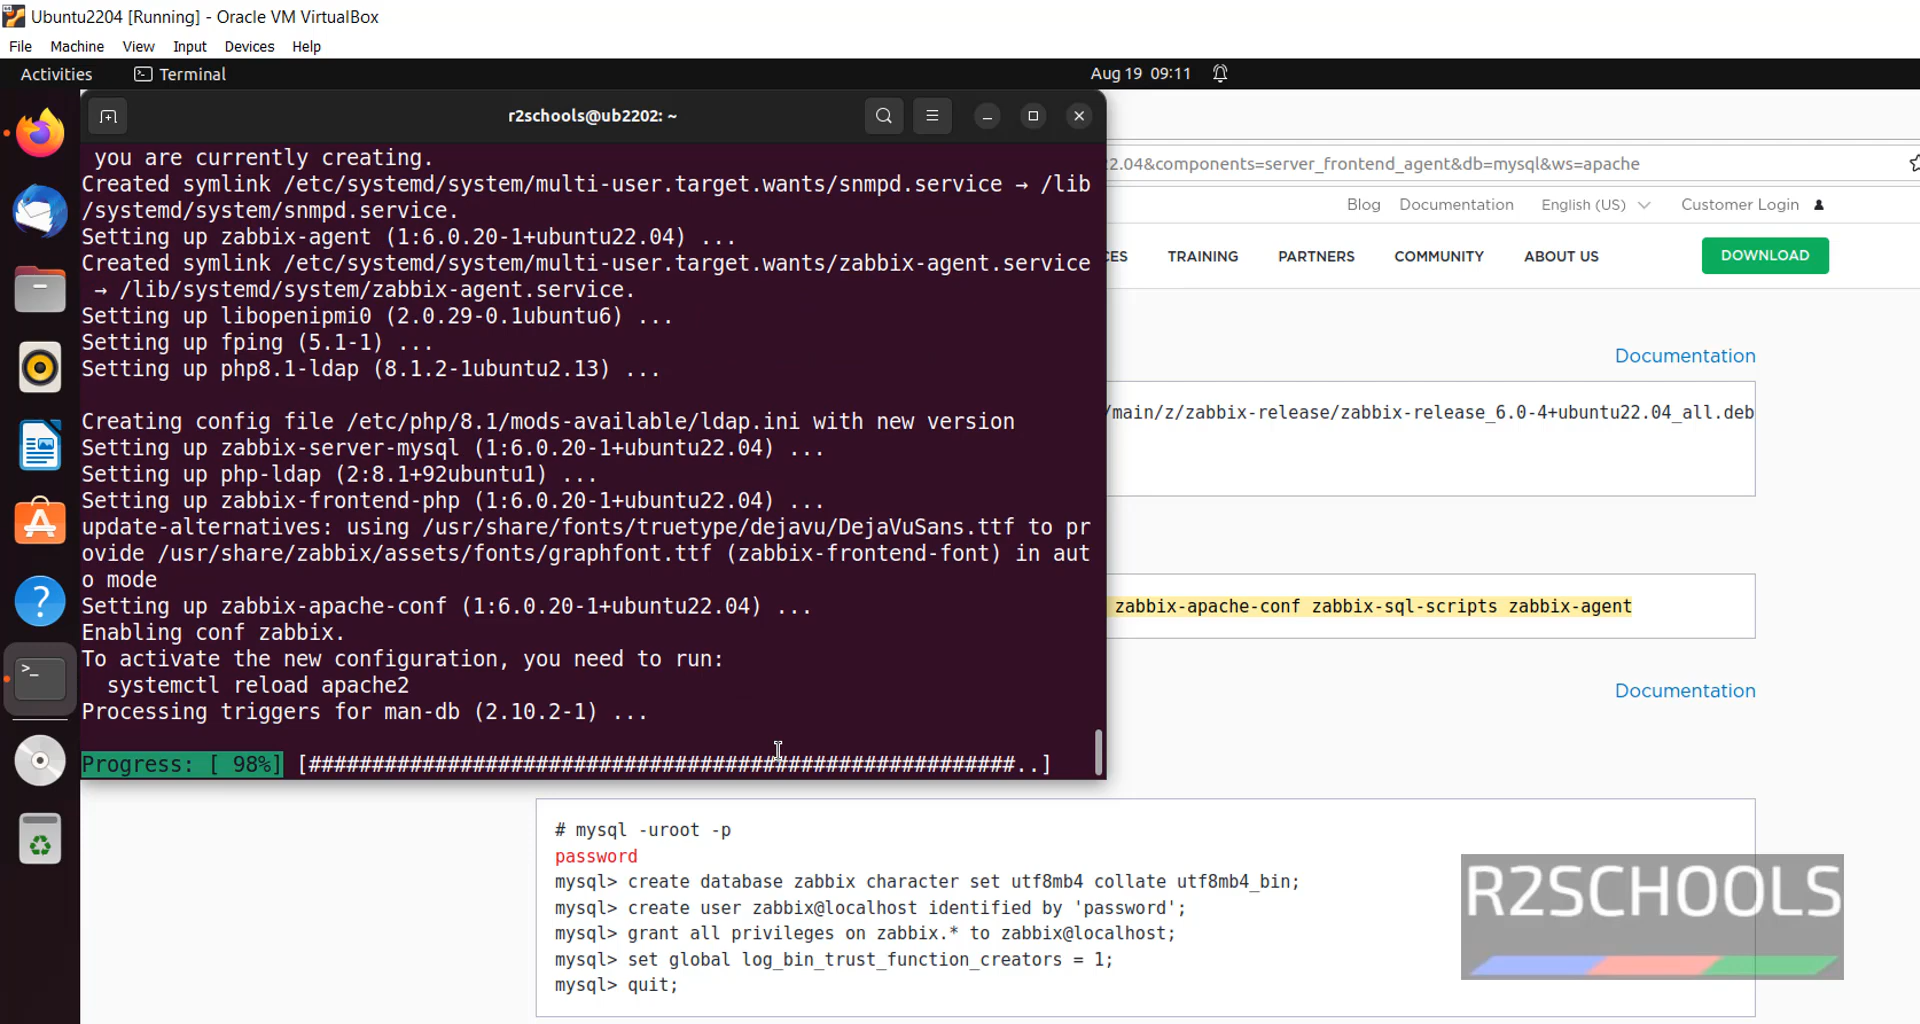 Ubuntu2204 [Running] - Oracle VM VirtualBox
File Machine View Input Devices Help
Activities Terminal Aug 19 09:11
r2schools@ub2202: ~
you are currently creating.
Created symlink /etc/systemd/system/multi-user.target.wants/snmpd.service → /lib
/systemd/system/snmpd.service.
Setting up zabbix-agent (1:6.0.20-1+ubuntu22.04) ...
Created symlink /etc/systemd/system/multi-user.target.wants/zabbix-agent.service
→ /lib/systemd/system/zabbix-agent.service.
Setting up libopenipmi0 (2.0.29-0.1ubuntu6) ...
Setting up fping (5.1-1) ...
Setting up php8.1-ldap (8.1.2-1ubuntu2.13) ...
Creating config file /etc/php/8.1/mods-available/ldap.ini with new version
Setting up zabbix-server-mysql (1:6.0.20-1+ubuntu22.04) ...
Setting up php-ldap (2:8.1+92ubuntu1) ...
Setting up zabbix-frontend-php (1:6.0.20-1+ubuntu22.04) ...
update-alternatives: using /usr/share/fonts/truetype/dejavu/DejaVuSans.ttf to pr
ovide /usr/share/zabbix/assets/fonts/graphfont.ttf (zabbix-frontend-font) in aut
o mode
Setting up zabbix-apache-conf (1:6.0.20-1+ubuntu22.04) ...
Enabling conf zabbix.
To activate the new configuration, you need to run:
systemctl reload apache2
Processing triggers for man-db (2.10.2-1) ...
Progress: [ 98%] [########################################################..]
2.04&components=server_frontend_agent&db=mysql&ws=apache
Blog Documentation English (US) Customer Login
CES TRAINING PARTNERS COMMUNITY ABOUT US DOWNLOAD
Documentation
/main/z/zabbix-release/zabbix-release_6.0-4+ubuntu22.04_all.deb
zabbix-apache-conf zabbix-sql-scripts zabbix-agent
Documentation
# mysql -uroot -p
password
mysql> create database zabbix character set utf8mb4 collate utf8mb4_bin;
mysql> create user zabbix@localhost identified by 'password';
mysql> grant all privileges on zabbix.* to zabbix@localhost;
mysql> set global log_bin_trust_function_creators = 1;
mysql> quit;
R2SCHOOLS